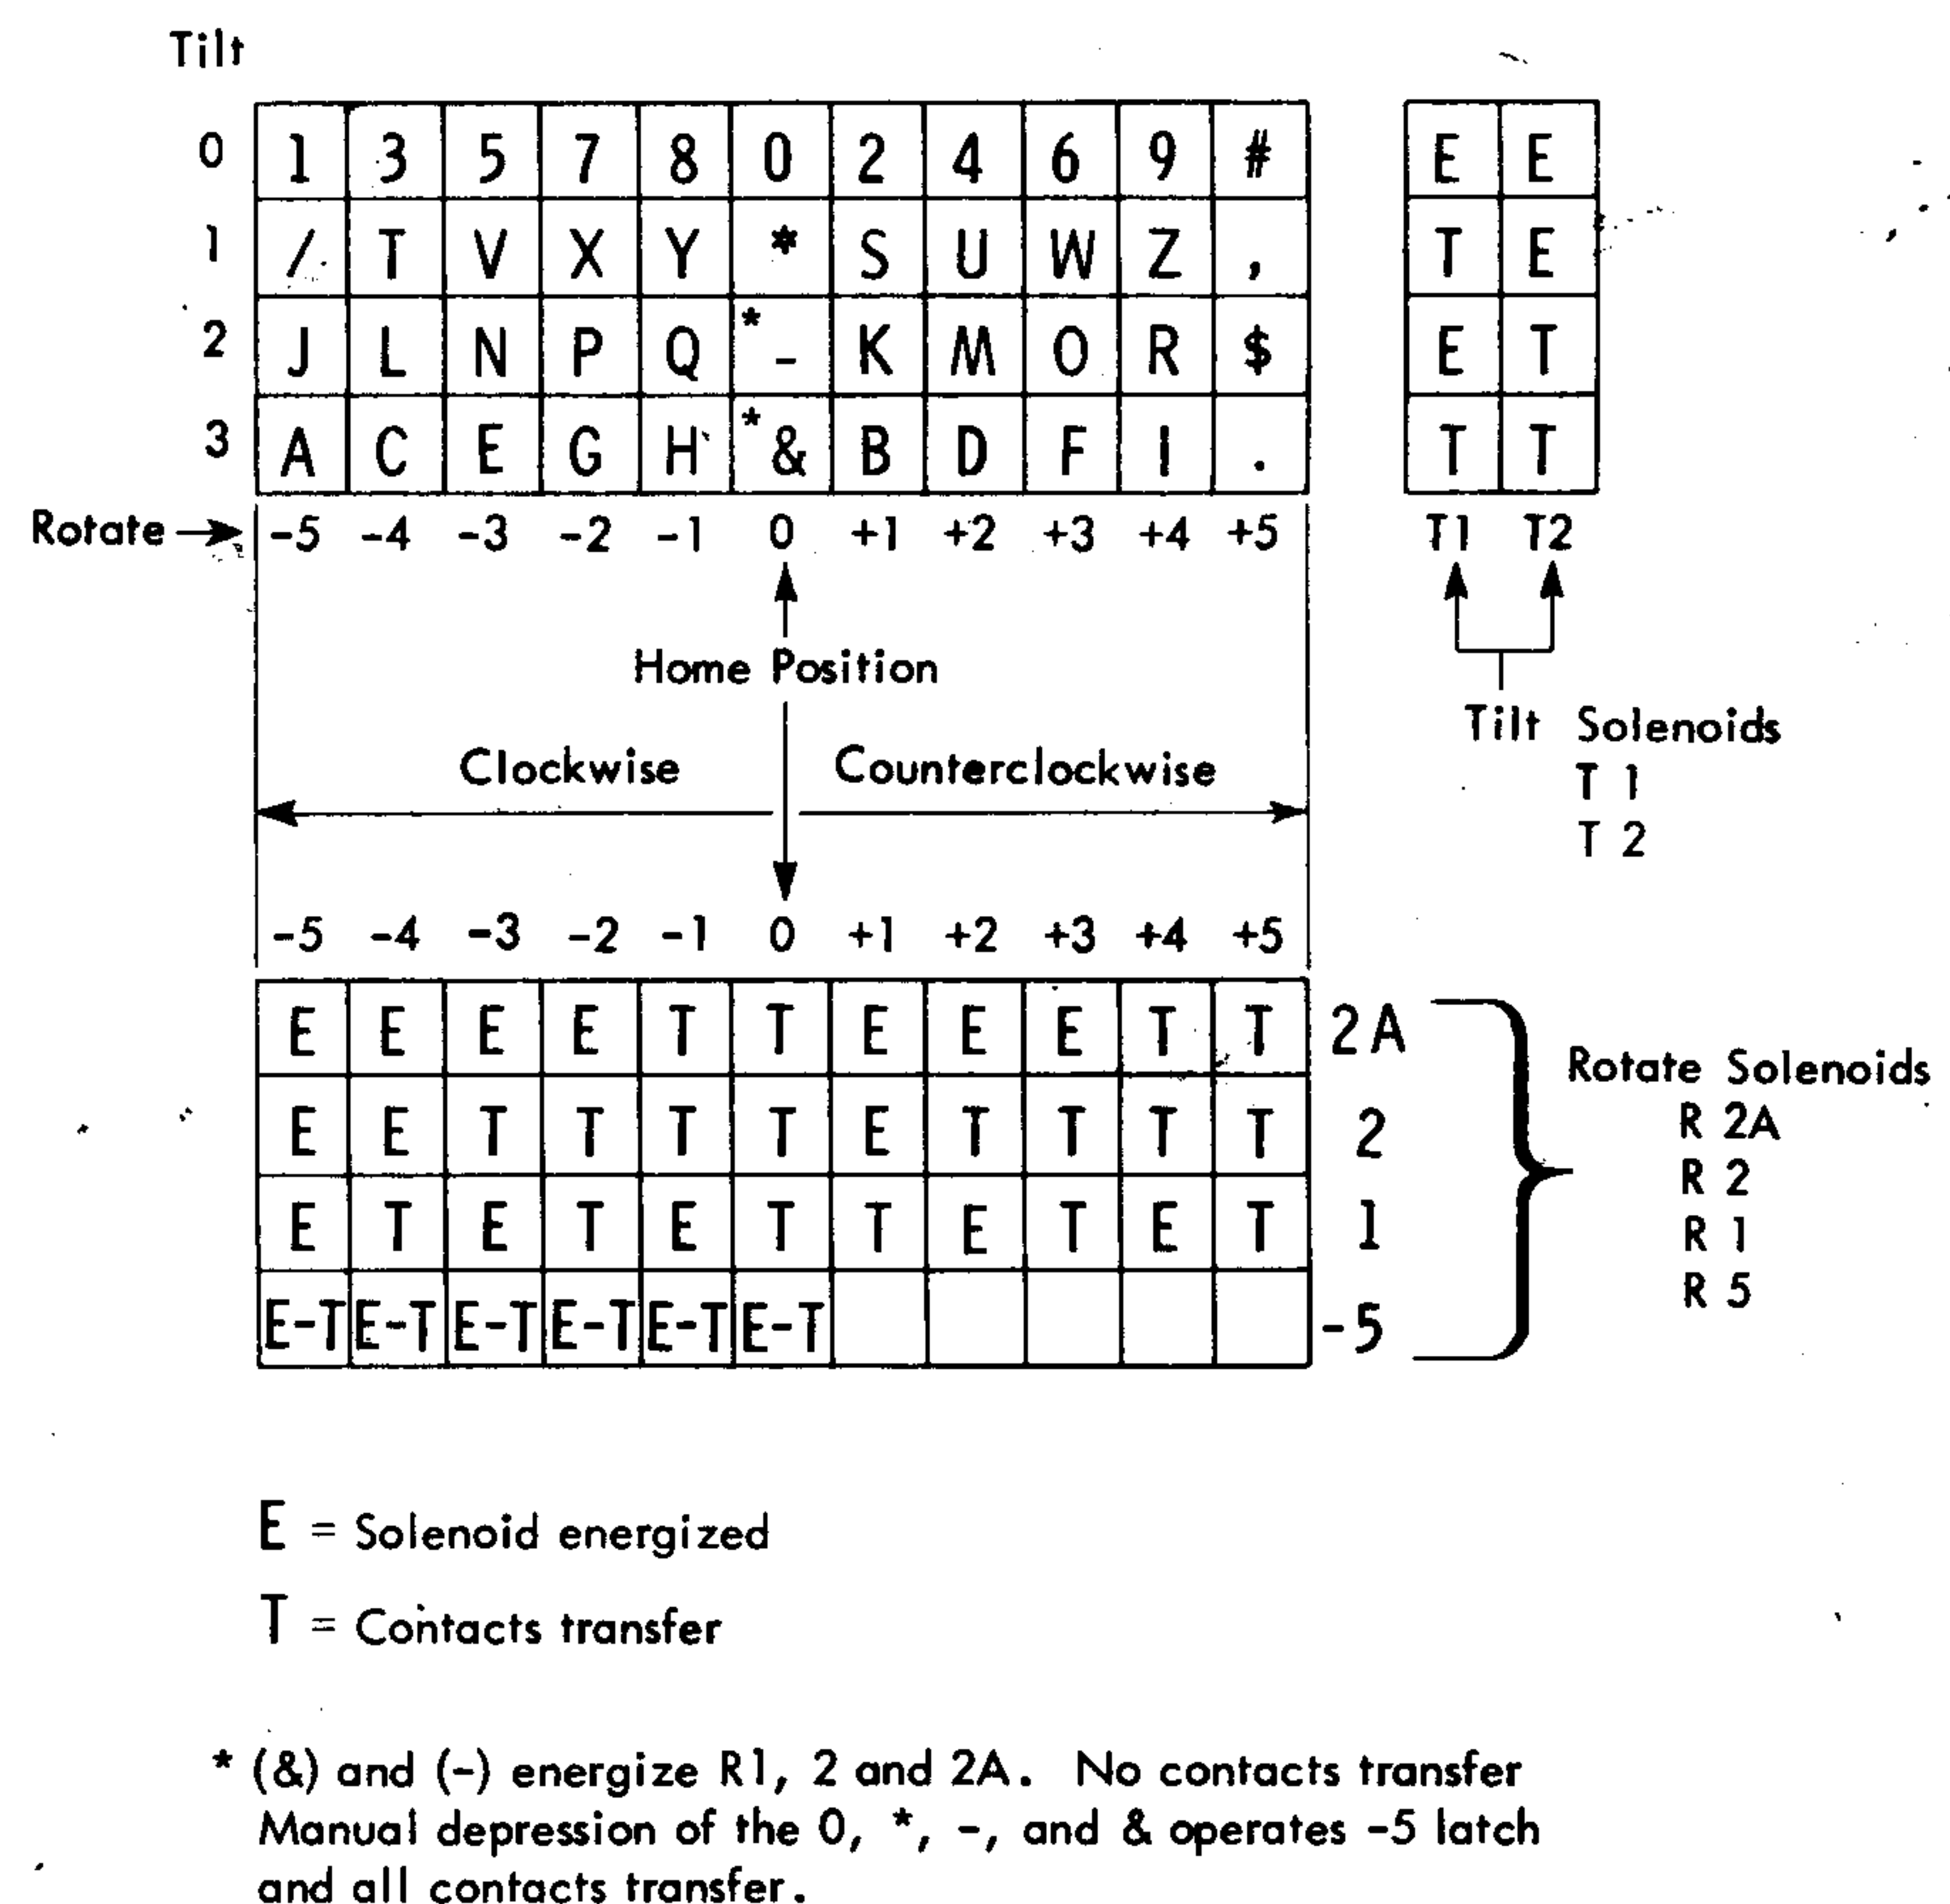 Tilt
0 1 3 5 7 8 0 2 4 6 9 # E E
1 / T V X Y * S U W Z , T E
2 J L N P Q *- K M O R $ E T
3 A C E G H *& B D F I . T T
Rotate → -5 -4 -3 -2 -1 0 +1 +2 +3 +4 +5 T1 T2
Home Position
Tilt Solenoids
T 1
T 2
Clockwise Counterclockwise
-5 -4 -3 -2 -1 0 +1 +2 +3 +4 +5
E E E E T T E E E T T 2A
E E T T T T E T T T T 2
E T E T E T T E T E T 1
E-T E-T E-T E-T E-T E-T -5
Rotate Solenoids
R 2A
R 2
R 1
R 5
E = Solenoid energized
T = Contacts transfer
* (&) and (-) energize R1, 2 and 2A. No contacts transfer
Manual depression of the 0, *, -, and & operates -5 latch
and all contacts transfer.